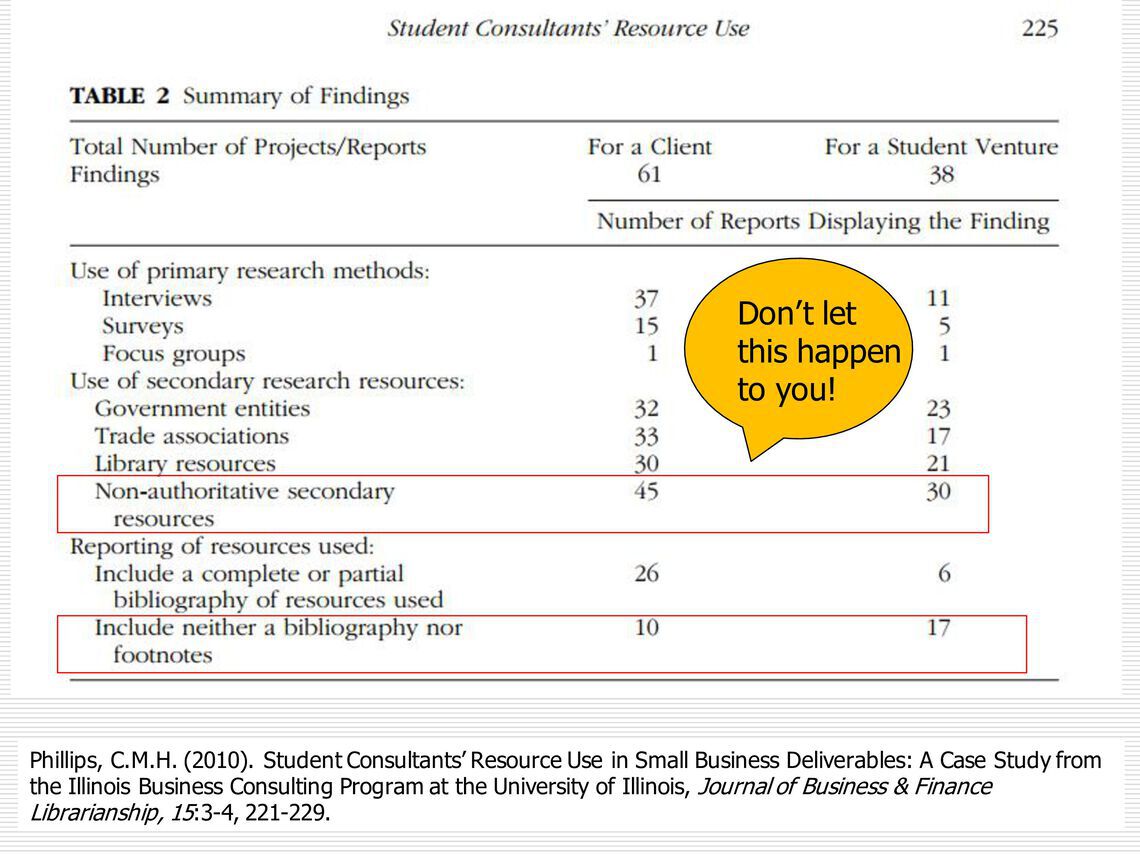 Student Consultants' Resource Use 225
TABLE 2 Summary of Findings
Total Number of Projects/Reports For a Client For a Student Venture
Findings 61 38
Number of Reports Displaying the Finding
Use of primary research methods:
Interviews 37 11
Surveys 15 5
Focus groups 1 1
Use of secondary research resources:
Government entities 32 23
Trade associations 33 17
Library resources 30 21
Non-authoritative secondary 45 30
resources
Reporting of resources used:
Include a complete or partial 26 6
bibliography of resources used
Include neither a bibliography nor 10 17
footnotes
Don't let
this happen
to you!
Phillips, C.M.H. (2010). Student Consultants' Resource Use in Small Business Deliverables: A Case Study from
the Illinois Business Consulting Program at the University of Illinois, Journal of Business & Finance
Librarianship, 15:3-4, 221-229.